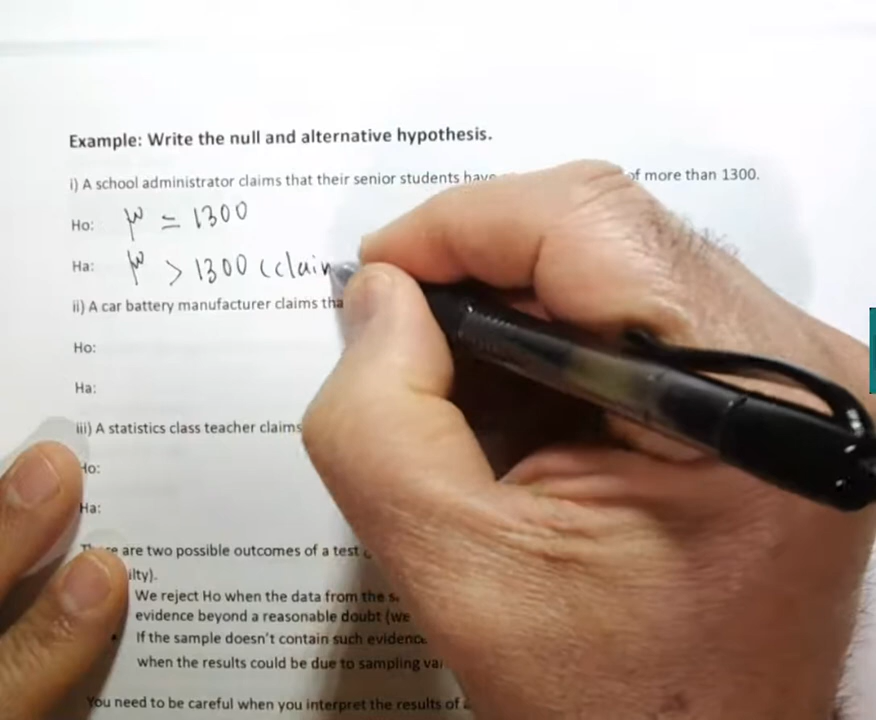 Example: Write the null and alternative hypothesis.
i) A school administrator claims that their senior students have of more than 1300.
Ho: μ = 1300
Ha: μ > 1300 (claim
ii) A car battery manufacturer claims tha
Ho:
Ha:
iii) A statistics class teacher claims
Ho:
Ha:
are two possible outcomes of a test
ilty).
We reject Ho when the data from the
evidence beyond a reasonable doubt (we
If the sample doesn't contain such evidence
when the results could be due to sampling
You need to be careful when you interpret the results of